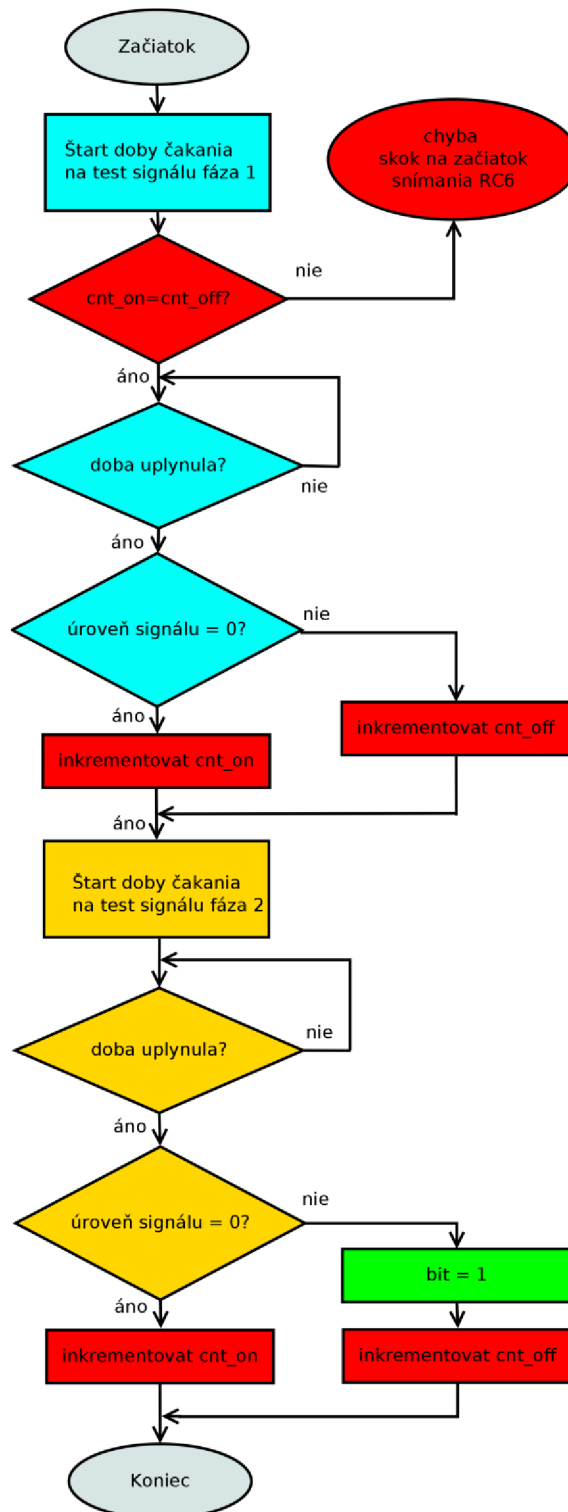 Začiatok
Štart doby čakania
na test signálu fáza 1
chyba
skok na začiatok
snímania RC6
nie
cnt_on=cnt_off?
áno
doba uplynula?
nie
áno
úroveň signálu = 0?
nie
áno
inkrementovat cnt_on
inkrementovat cnt_off
áno
Štart doby čakania
na test signálu fáza 2
doba uplynula?
nie
áno
úroveň signálu = 0?
nie
bit = 1
áno
inkrementovat cnt_on
inkrementovat cnt_off
Koniec